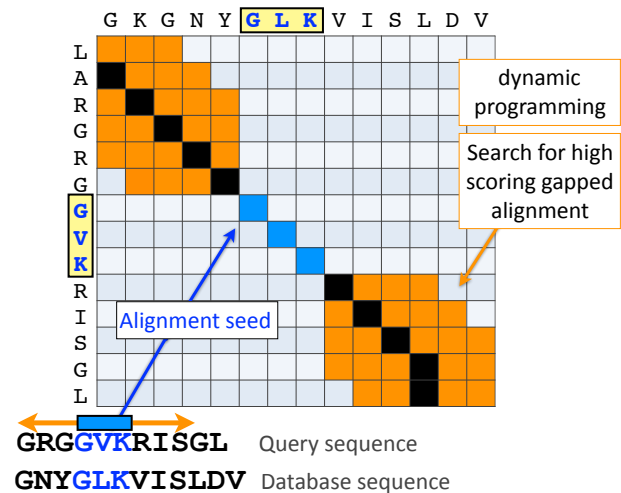 G K G N Y G L K V I S L D V
L
A
R
G
R
G
G
V
K
R
I
S
G
L
dynamic
programming
Search for high
scoring gapped
alignment
Alignment seed
GRGGVKRISGL Query sequence
GNYGLKVISLDV Database sequence